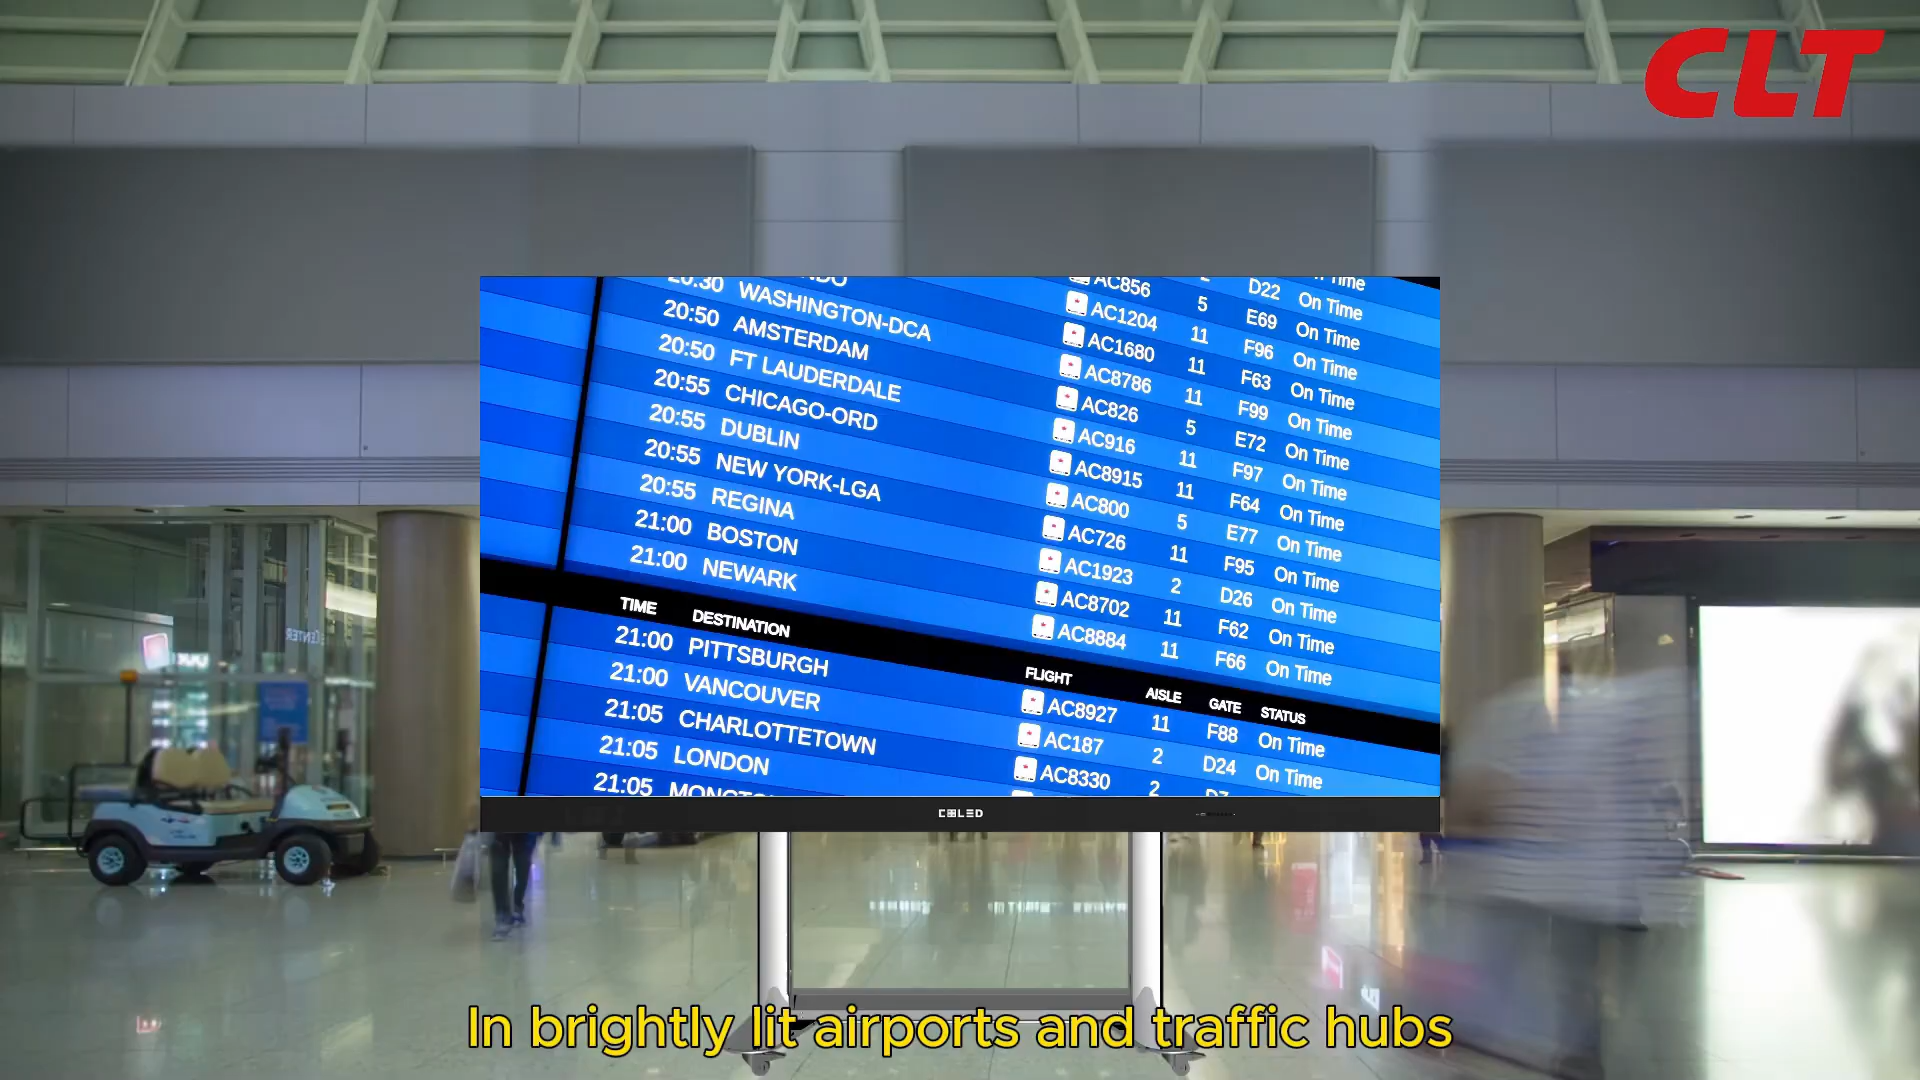 CLT
D22 On Time
AC856 5 E69 On Time
AC1204 11 F96 On Time
AC1680 11 F63 On Time
20:30 WASHINGTON-DCA AC8786 11 F99 On Time
20:50 AMSTERDAM AC826 5 E72 On Time
20:50 FT LAUDERDALE AC916 11 F97 On Time
20:55 CHICAGO-ORD AC8915 11 F64 On Time
20:55 DUBLIN AC800 5 E77 On Time
20:55 NEW YORK-LGA AC726 11 F95 On Time
20:55 REGINA AC1923 2 D26 On Time
21:00 BOSTON AC8702 11 F62 On Time
21:00 NEWARK AC8884 11 F66 On Time
TIME DESTINATION FLIGHT AISLE GATE STATUS
21:00 PITTSBURGH AC8927 11 F88 On Time
21:00 VANCOUVER AC187 2 D24 On Time
21:05 CHARLOTTETOWN AC8330 2
21:05 LONDON
21:05
COLED
In brightly lit airports and traffic hubs